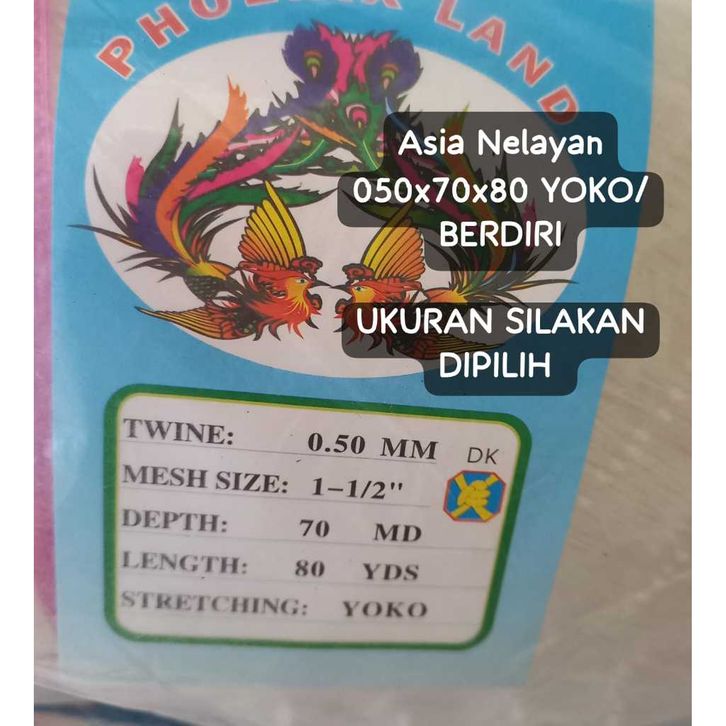 PHOENIX LAND
Asia Nelayan
050x70x80 YOKO/
BERDIRI
UKURAN SILAKAN
DIPILIH
TWINE: 0.50 MM
DK
MESH SIZE: 1-1/2"
DEPTH: 70 MD
LENGTH: 80 YDS
STRETCHING: YOKO